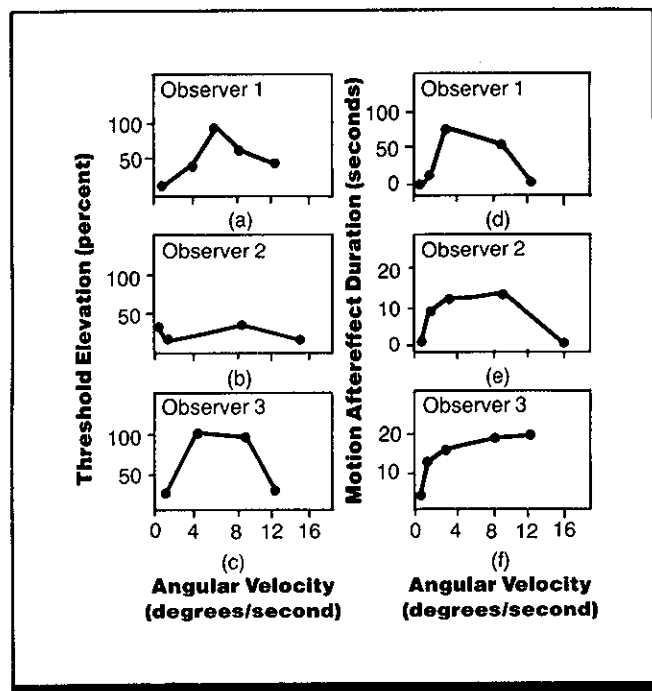 Threshold Elevation (percent)
Observer 1
100
50
(a)
Observer 2
100
50
(b)
Observer 3
100
50
0 4 8 12 16
(c)
Angular Velocity
(degrees/second)
Motion Aftereffect Duration (seconds)
Observer 1
100
50
0
(d)
Observer 2
20
10
0
(e)
Observer 3
20
10
0 4 8 12 16
(f)
Angular Velocity
(degrees/second)